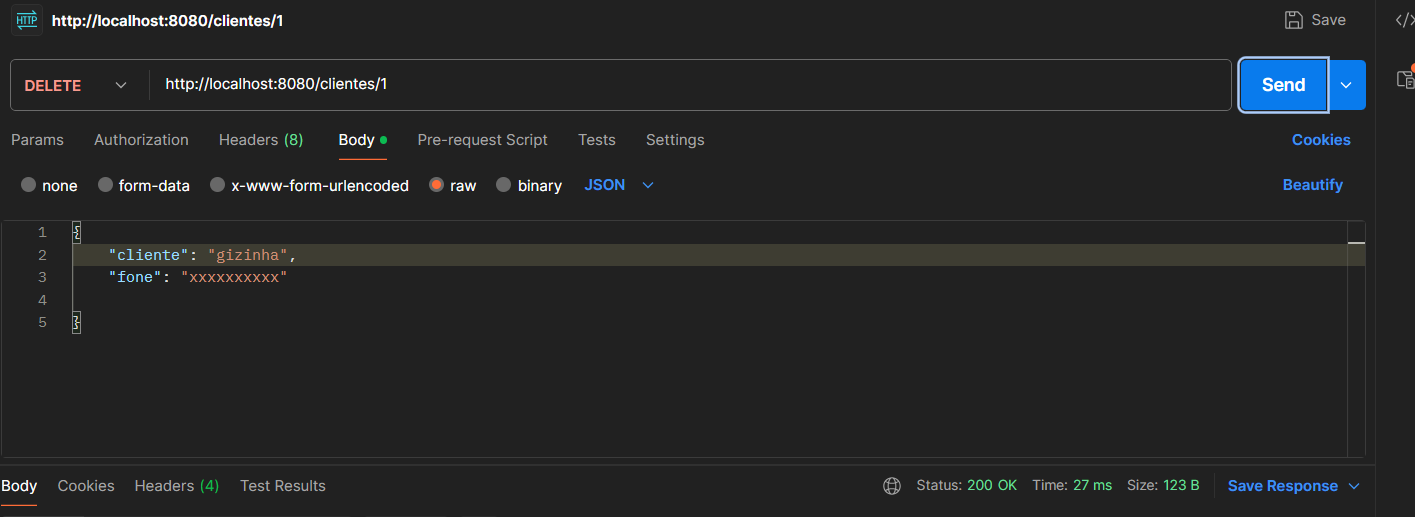 HTTP http://localhost:8080/clientes/1 Save </>
DELETE http://localhost:8080/clientes/1 Send
Params Authorization Headers (8) Body Pre-request Script Tests Settings Cookies
none form-data x-www-form-urlencoded raw binary JSON Beautify
1 {
2 "cliente": "gizinha",
3 "fone": "xxxxxxxxxx"
4
5 }
Body Cookies Headers (4) Test Results Status: 200 OK Time: 27 ms Size: 123 B Save Response